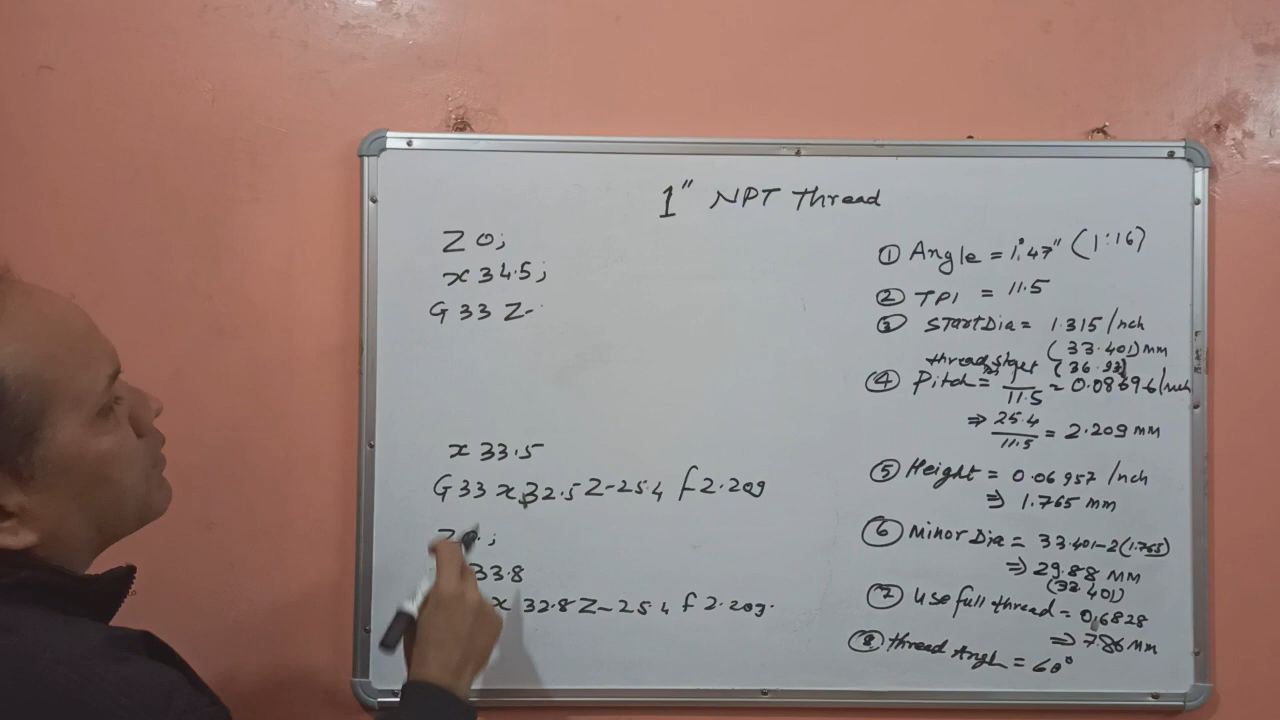 1" NPT Thread
Z 0;
x 34.5;
G 33 Z-
x 33.5
G 33 x 32.5 Z-25.4 f 2.209
Z 0. ;
33.8
x 32.8 Z-25.4 f 2.209.
① Angle = 1°.47" (1:16)
② TPI = 11.5
③ Start Dia = 1.315 /nch
(33.401) MM
thread (36.93)
④ Pitch = 1/11.5 = 0.08696 /nch
⇒ 25.4/11.5 = 2.209 MM
⑤ Height = 0.06957 /nch
⇒ 1.765 mm
⑥ Minor Dia = 33.401-2(1.765)
⇒ 29.88 MM
(32.401)
⑦ Use full thread = 0.6828
⇒ 7.86 MM
⑧ thread Angle = 60°